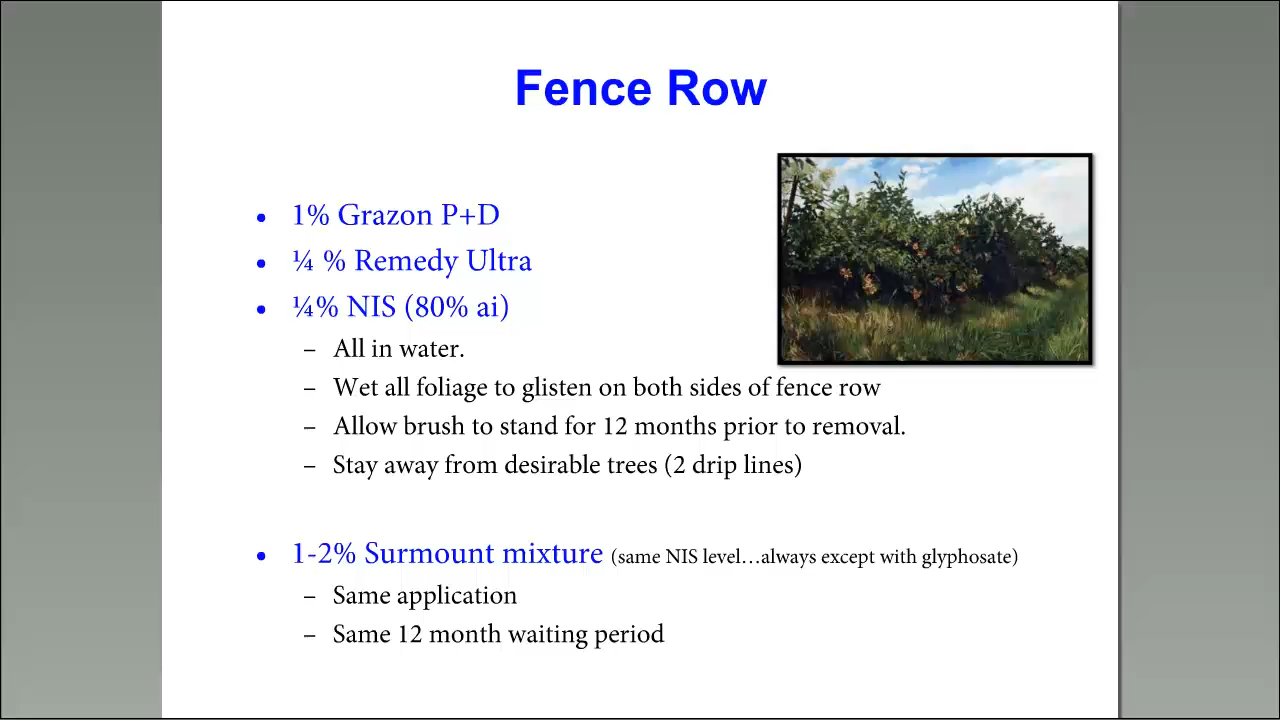 Fence Row
• 1% Grazon P+D
• ¼ % Remedy Ultra
• ¼% NIS (80% ai)
– All in water.
– Wet all foliage to glisten on both sides of fence row
– Allow brush to stand for 12 months prior to removal.
– Stay away from desirable trees (2 drip lines)
• 1-2% Surmount mixture (same NIS level…always except with glyphosate)
– Same application
– Same 12 month waiting period